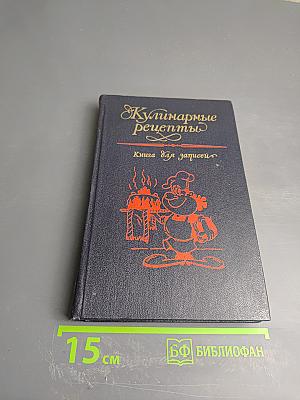 Кулинарные
рецепты
Книга для записей
15 см
БФ БИБЛИОФАН